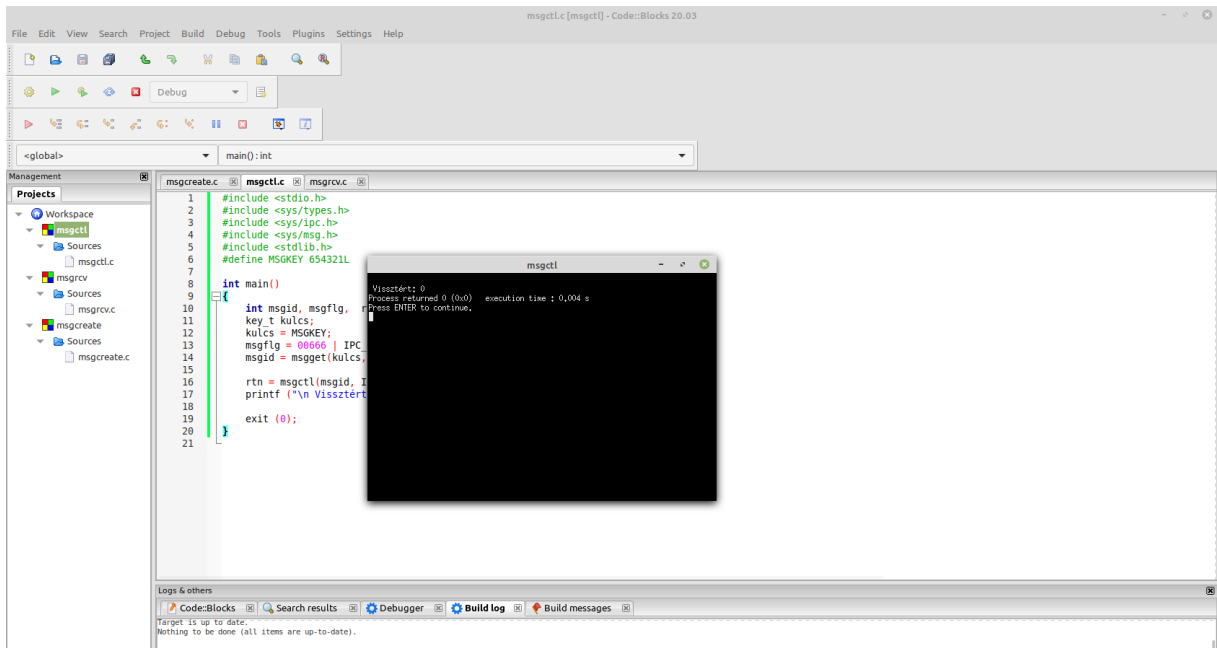 msgctl.c [msgctl] - Code::Blocks 20.03
File Edit View Search Project Build Debug Tools Plugins Settings Help
Debug
<global>
main() : int
Management
Projects
Workspace
msgctl
Sources
msgctl.c
msgrcv
Sources
msgrcv.c
msgcreate
Sources
msgcreate.c
msgcreate.c msgctl.c msgrcv.c
1 #include <stdio.h>
2 #include <sys/types.h>
3 #include <sys/ipc.h>
4 #include <sys/msg.h>
5 #include <stdlib.h>
6 #define MSGKEY 654321L
7
8 int main()
9 {
10 int msgid, msgflg, r
11 key_t kulcs;
12 kulcs = MSGKEY;
13 msgflg = 00666 | IPC_
14 msgid = msgget(kulcs,
15
16 rtn = msgctl(msgid, I
17 printf ("\n Vissztért
18
19 exit (0);
20 }
21
msgctl
Vissztért: 0
Process returned 0 (0x0) execution time : 0.004 s
Press ENTER to continue.
Logs & others
Code::Blocks Search results Debugger Build log Build messages
Target is up to date.
Nothing to be done (all items are up-to-date).